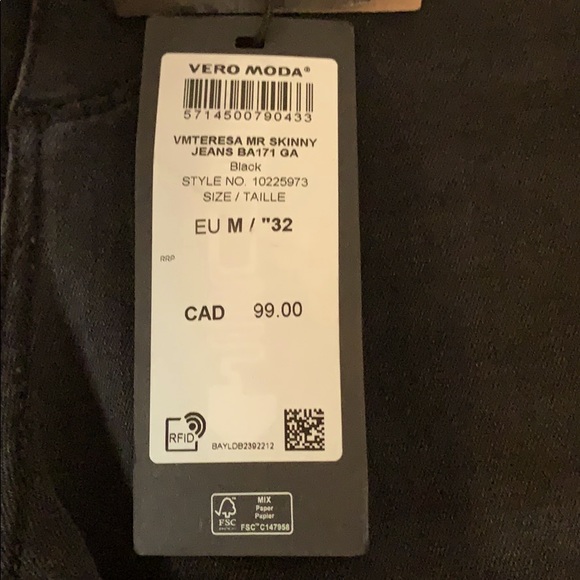 VERO MODA®
5714500790433
VMTERESA MR SKINNY
JEANS BA171 GA
Black
STYLE NO. 10225973
SIZE / TAILLE
EU M / "32
RRP
CAD 99.00
RFID
BAYLDB2392212
FSC
MIX
Paper
Papier
FSC™ C147958